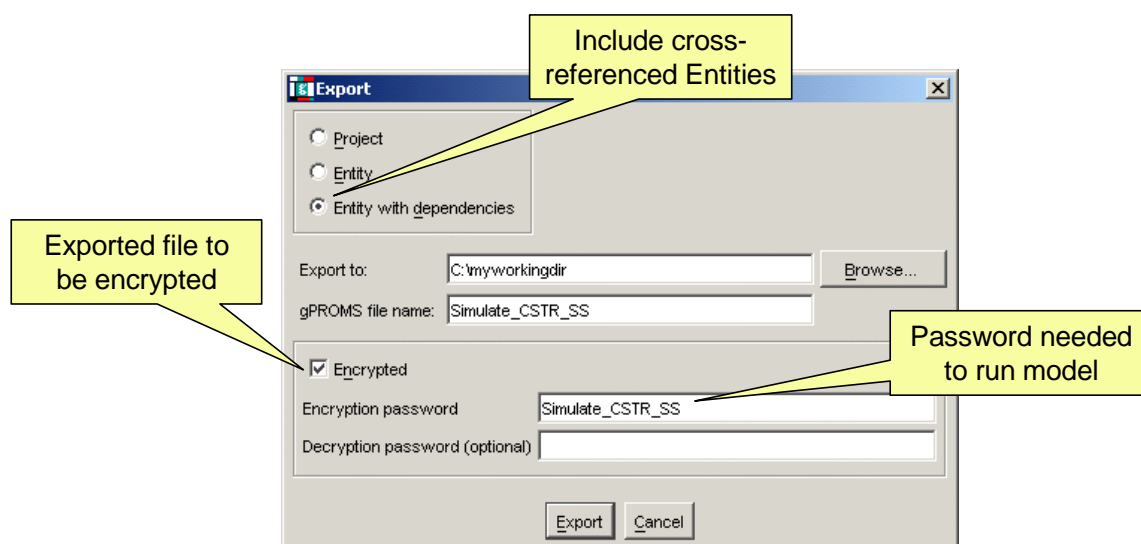 Include cross-
referenced Entities
Export
Project
Entity
Entity with dependencies
Exported file to
be encrypted
Export to:
C:\myworkingdir
Browse...
gPROMS file name:
Simulate_CSTR_SS
Password needed
to run model
Encrypted
Encryption password
Simulate_CSTR_SS
Decryption password (optional)
Export
Cancel